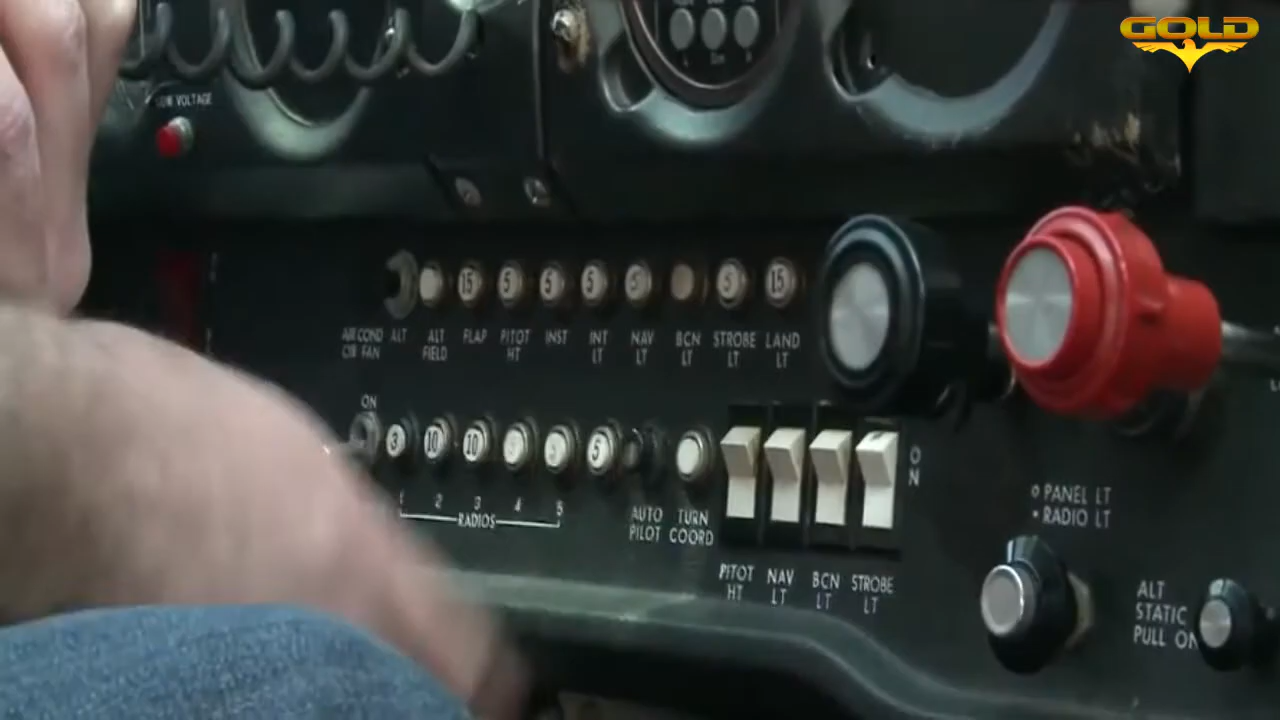 GOLD
LOW VOLTAGE
15 5 5 5 5 5 15
AIR COND ALT ALT FLAP PITOT INST INT NAV BCN STROBE LAND
CIR FAN FIELD HT LT LT LT LT LT
ON
3 10 10 5 5
ON
1 2 3 4 5
RADIOS
AUTO TURN
PILOT COORD
PANEL LT
RADIO LT
PITOT NAV BCN STROBE
HT LT LT LT
ALT
STATIC
PULL ON